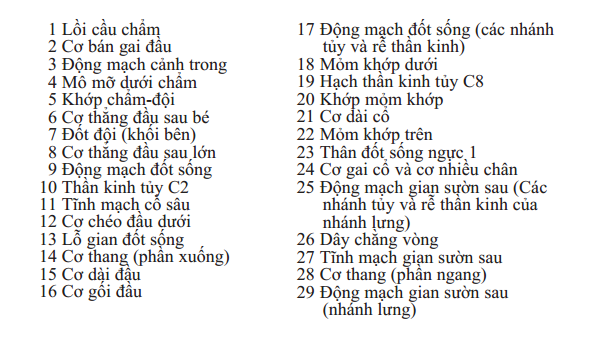 1 Lồi cầu chẩm
2 Cơ bán gai đầu
3 Động mạch cảnh trong
4 Mô mỡ dưới chẩm
5 Khớp chẩm-đội
6 Cơ thẳng đầu sau bé
7 Đốt đội (khối bên)
8 Cơ thẳng đầu sau lớn
9 Động mạch đốt sống
10 Thần kinh tủy C2
11 Tĩnh mạch cổ sâu
12 Cơ chéo đầu dưới
13 Lỗ gian đốt sống
14 Cơ thang (phần xuống)
15 Cơ dài đầu
16 Cơ gối đầu
17 Động mạch đốt sống (các nhánh
tủy và rễ thần kinh)
18 Mỏm khớp dưới
19 Hạch thần kinh tủy C8
20 Khớp mỏm khớp
21 Cơ dài cổ
22 Mỏm khớp trên
23 Thân đốt sống ngực 1
24 Cơ gai cổ và cơ nhiều chân
25 Động mạch gian sườn sau (Các
nhánh tủy và rễ thần kinh của
nhánh lưng)
26 Dây chằng vòng
27 Tĩnh mạch gian sườn sau
28 Cơ thang (phần ngang)
29 Động mạch gian sườn sau
(nhánh lưng)